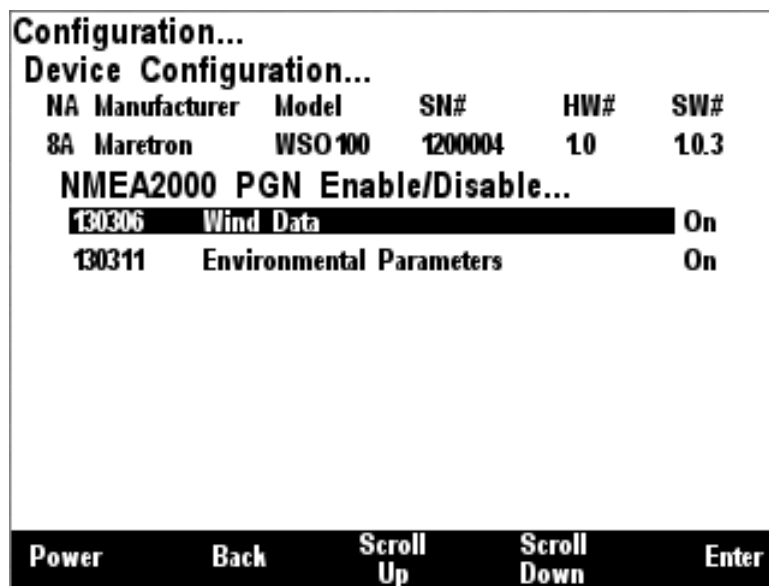 Configuration...
Device Configuration...
NA Manufacturer Model SN# HW# SW#
8A Maretron WSO100 1200004 1.0 1.0.3
NMEA2000 PGN Enable/Disable...
130306 Wind Data On
130311 Environmental Parameters On
Power Back Scroll Up Scroll Down Enter